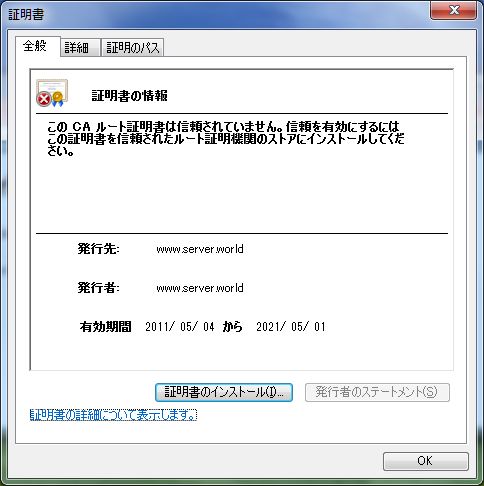 証明書
全般 詳細 証明のパス
証明書の情報
この CA ルート証明書は信頼されていません。信頼を有効にするには
この証明書を信頼されたルート証明機関のストアにインストールしてくだ
さい。
発行先: www.server.world
発行者: www.server.world
有効期間 2011/ 05/ 04 から 2021/ 05/ 01
証明書のインストール(I)... 発行者のステートメント(S)
証明書の詳細について表示します。
OK